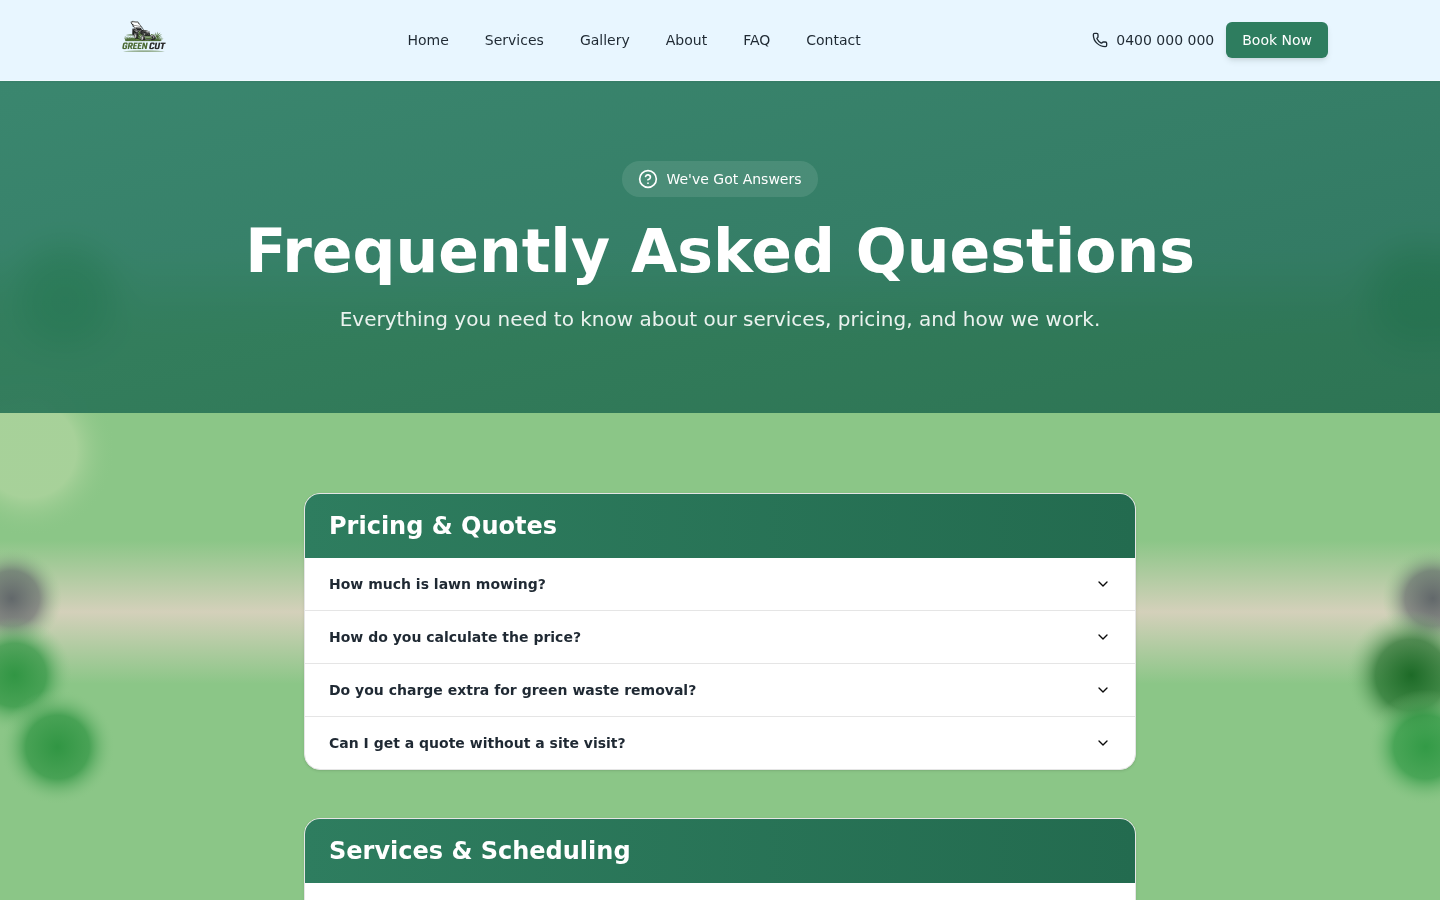 GREEN CUT
Home
Services
Gallery
About
FAQ
Contact
0400 000 000
Book Now
We've Got Answers
Frequently Asked Questions
Everything you need to know about our services, pricing, and how we work.
Pricing & Quotes
How much is lawn mowing?
How do you calculate the price?
Do you charge extra for green waste removal?
Can I get a quote without a site visit?
Services & Scheduling